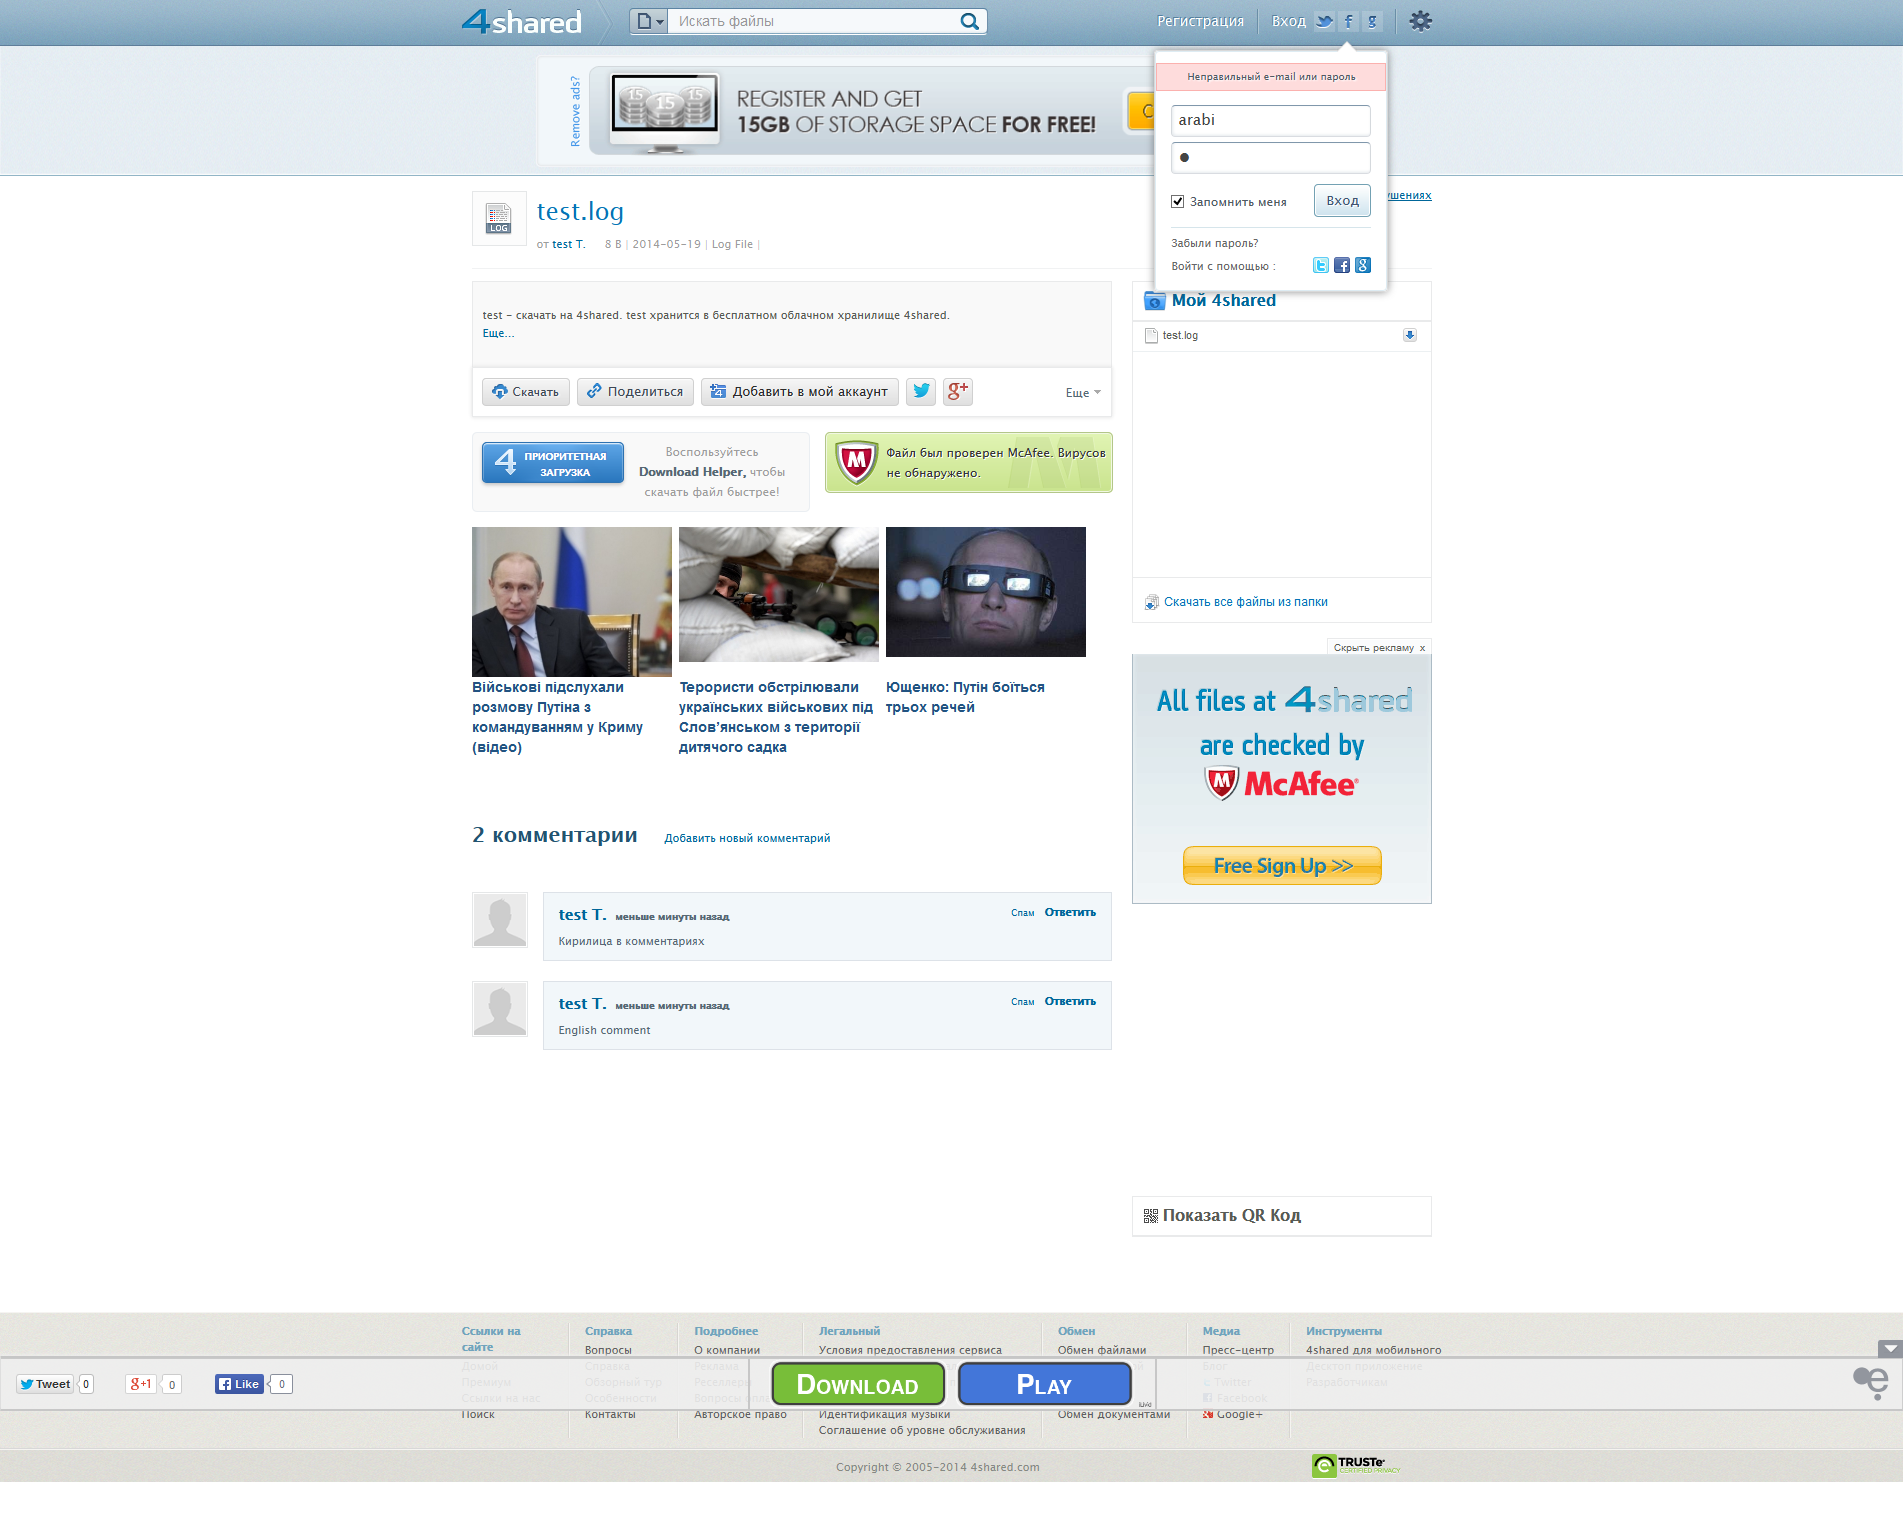 4shared
Искать файлы
Регистрация
Вход
Remove ads?
REGISTER AND GET
15GB OF STORAGE SPACE FOR FREE!
Неправильный e-mail или пароль
arabi
Запомнить меня
Вход
Забыли пароль?
Войти с помощью :
test.log
LOG
от test T. 8 B | 2014-05-19 | Log File |
test - скачать на 4shared. test хранится в бесплатном облачном хранилище 4shared.
Еще...
Скачать
Поделиться
Добавить в мой аккаунт
Еще
ПРИОРИТЕТНАЯ
ЗАГРУЗКА
Воспользуйтесь
Download Helper, чтобы
скачать файл быстрее!
Файл был проверен McAfee. Вирусов
не обнаружено.
Військові підслухали
розмову Путіна з
командуванням у Криму
(відео)
Терористи обстрілювали
українських військових під
Слов’янськом з території
дитячого садка
Ющенко: Путін боїться
трьох речей
Мой 4shared
test.log
Скачать все файлы из папки
Скрыть рекламу x
All files at 4shared
are checked by
McAfee
Free Sign Up >>
2 комментарии
Добавить новый комментарий
test T. меньше минуты назад
Спам Ответить
Кирилица в комментариях
test T. меньше минуты назад
Спам Ответить
English comment
Показать QR Код
Ссылки на
сайте
Домой
Премиум
Ссылки на нас
Поиск
Справка
Вопросы
Справка
Обзорный тур
Особенности
Контакты
Подробнее
О компании
Реклама
Авторское право
Легальный
Условия предоставления сервиса
Идентификация музыки
Соглашение об уровне обслуживания
Обмен
Обмен файлами
Обмен документами
Медиа
Пресс-центр
Блог
Twitter
Facebook
Google+
Инструменты
4shared для мобильного
Десктоп приложение
Разработчикам
Tweet 0
g+1 0
Like 0
DOWNLOAD
PLAY
Copyright © 2005-2014 4shared.com
TRUSTe
CERTIFIED PRIVACY